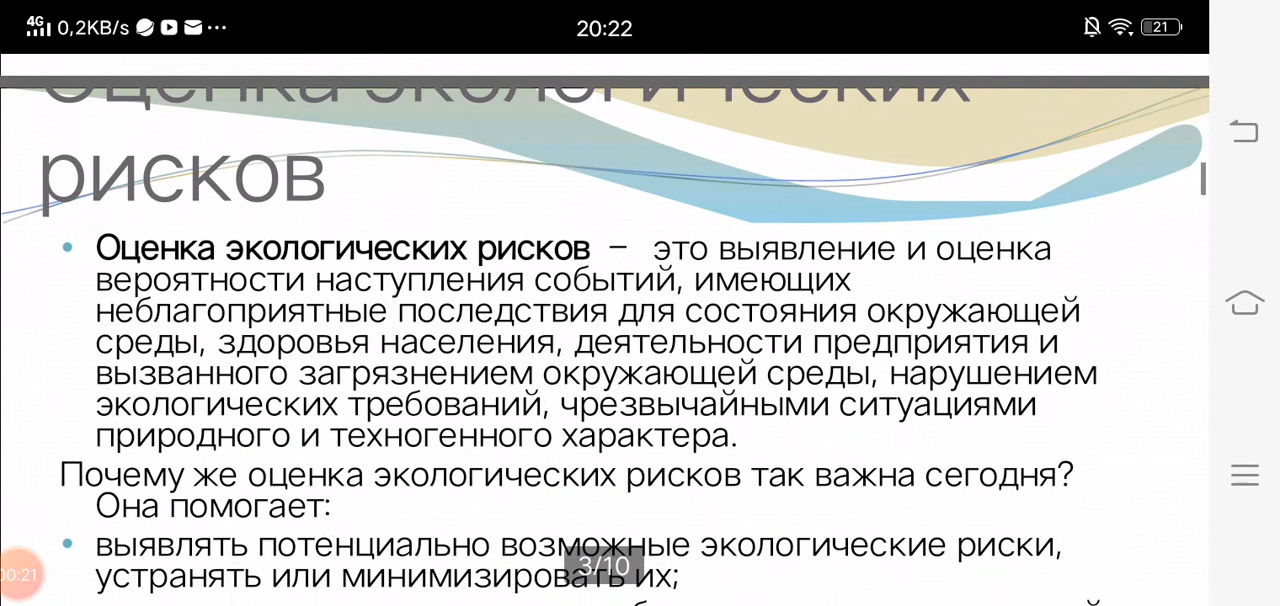 4G 0,2KB/s ... 20:22 21
Оценка экологических
рисков
• Оценка экологических рисков – это выявление и оценка
вероятности наступления событий, имеющих
неблагоприятные последствия для состояния окружающей
среды, здоровья населения, деятельности предприятия и
вызванного загрязнением окружающей среды, нарушением
экологических требований, чрезвычайными ситуациями
природного и техногенного характера.
Почему же оценка экологических рисков так важна сегодня?
Она помогает:
• выявлять потенциально возможные экологические риски,
устранять или минимизировать их;
3/10
00:21